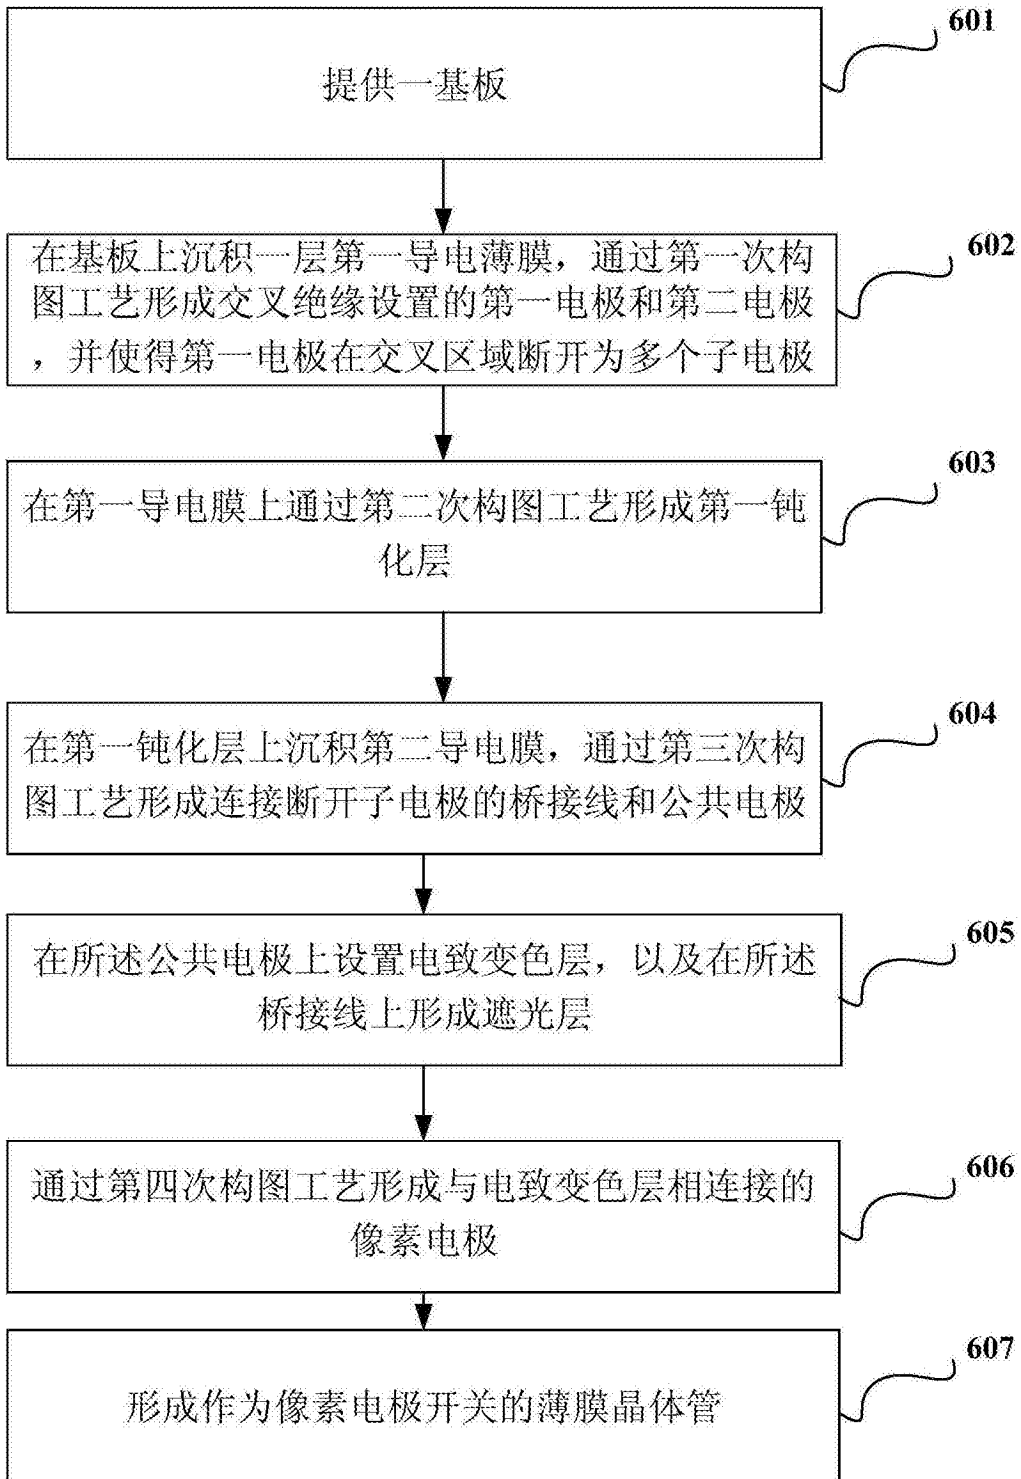 601
提供一基板
602
在基板上沉积一层第一导电薄膜，通过第一次构
图工艺形成交叉绝缘设置的第一电极和第二电极
，并使得第一电极在交叉区域断开为多个子电极
603
在第一导电膜上通过第二次构图工艺形成第一钝
化层
604
在第一钝化层上沉积第二导电膜，通过第三次构
图工艺形成连接断开子电极的桥接线和公共电极
605
在所述公共电极上设置电致变色层，以及在所述
桥接线上形成遮光层
606
通过第四次构图工艺形成与电致变色层相连接的
像素电极
607
形成作为像素电极开关的薄膜晶体管